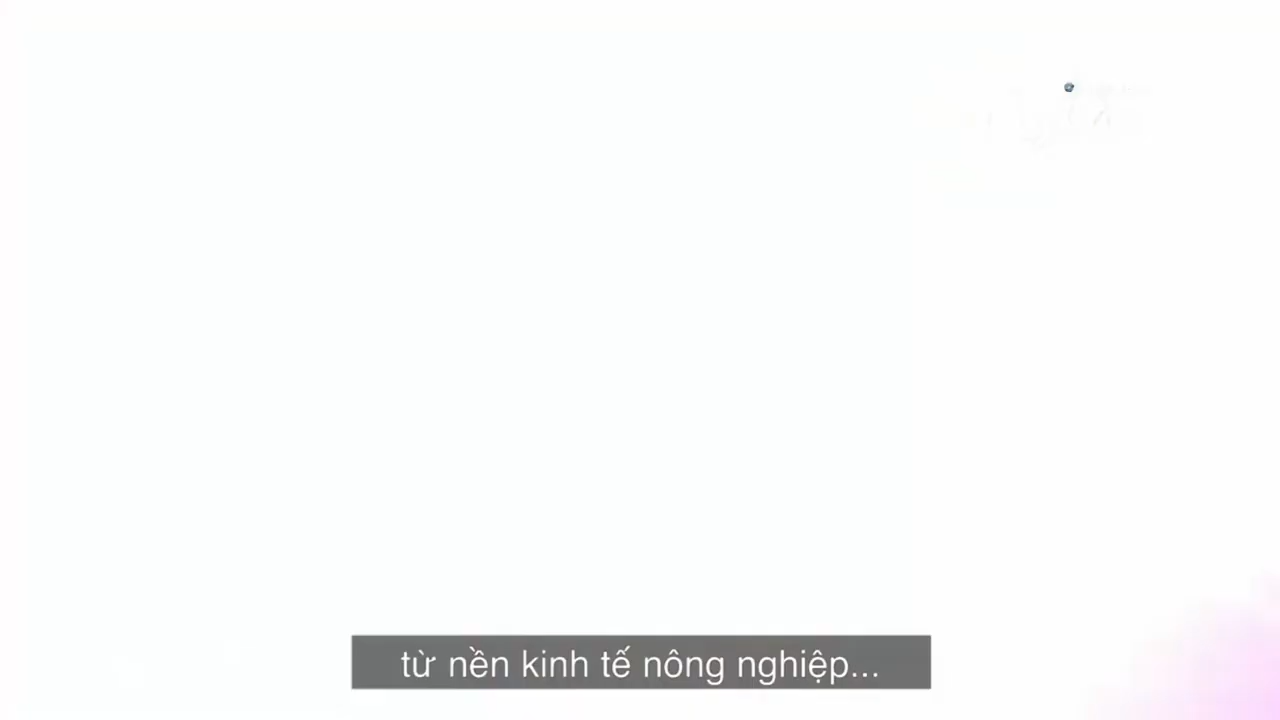 từ nền kinh tế nông nghiệp...